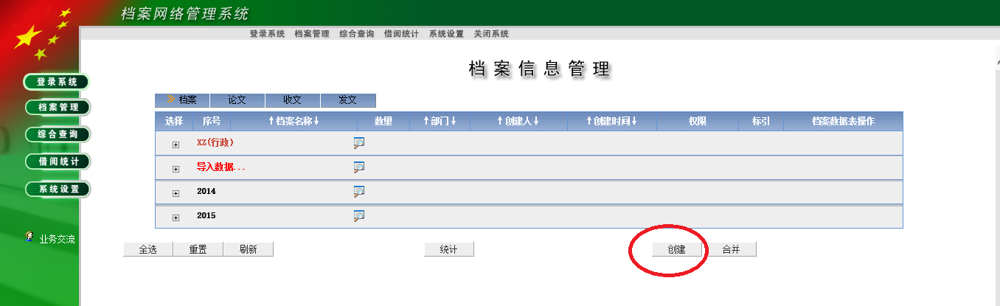 档案网络管理系统
登录系统 档案管理 综合查询 借阅统计 系统设置 关闭系统
档案信息管理
登录系统
档案管理
综合查询
借阅统计
系统设置
业务交流
档案 论文 收文 发文
选择 序号 ↑档案名称↓ 数量 ↑部门↓ ↑创建人↓ ↑创建时间↓ 权限 标引 档案数据表操作
XZ(行政)
导入数据...
2014
2015
全选 重置 刷新 统计 创建 合并